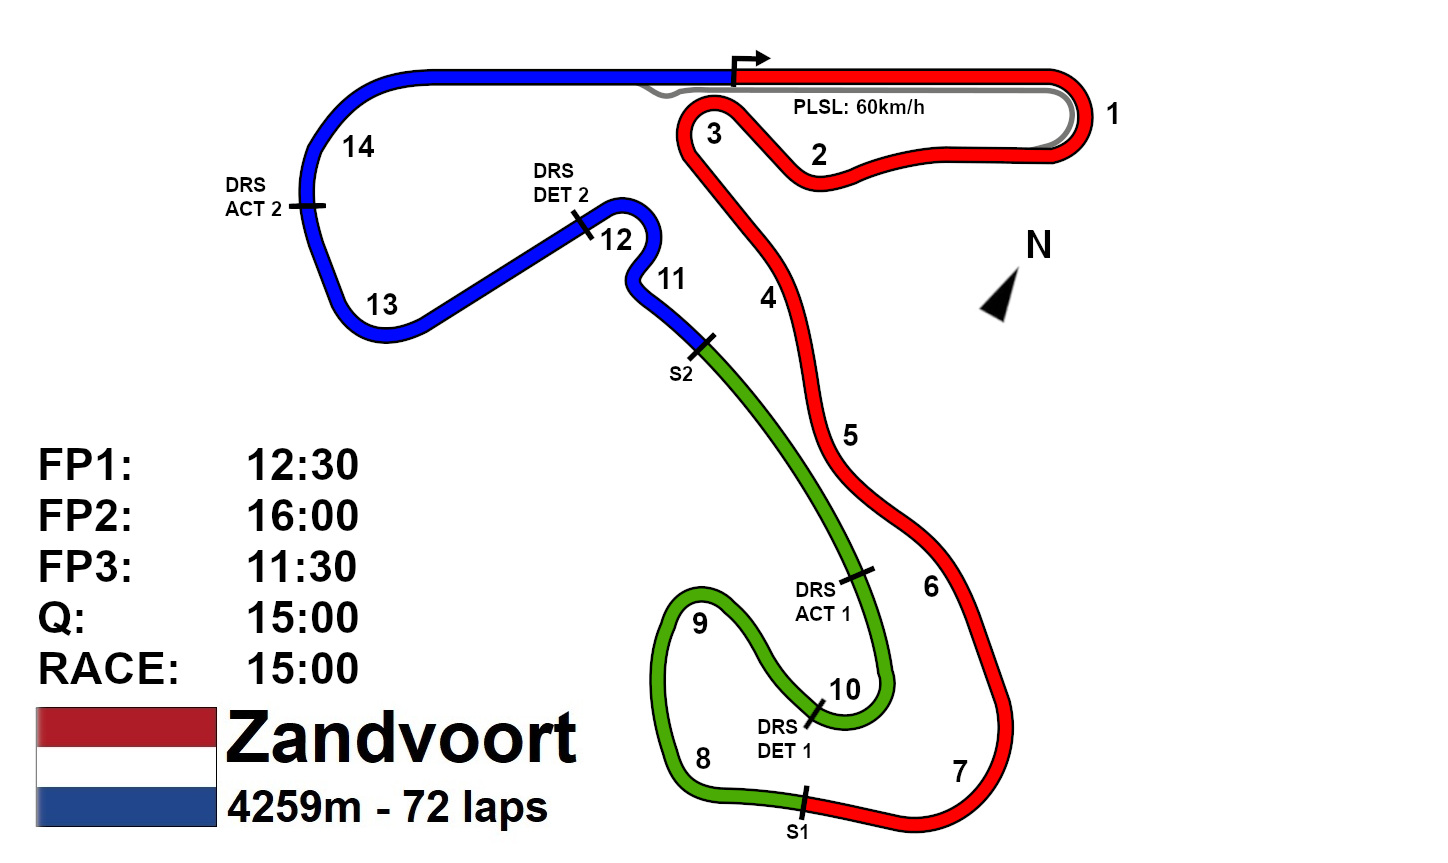 PLSL: 60km/h
1
2
3
14
DRS
ACT 2
DRS
DET 2
12
11
N
13
4
S2
5
FP1: 12:30
FP2: 16:00
FP3: 11:30
Q: 15:00
RACE: 15:00
DRS
ACT 1
6
9
10
DRS
DET 1
8
7
S1
Zandvoort
4259m - 72 laps